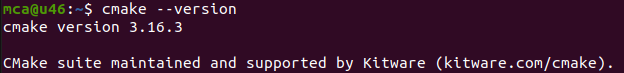 mca@u46:~$ cmake --version
cmake version 3.16.3
CMake suite maintained and supported by Kitware (kitware.com/cmake).